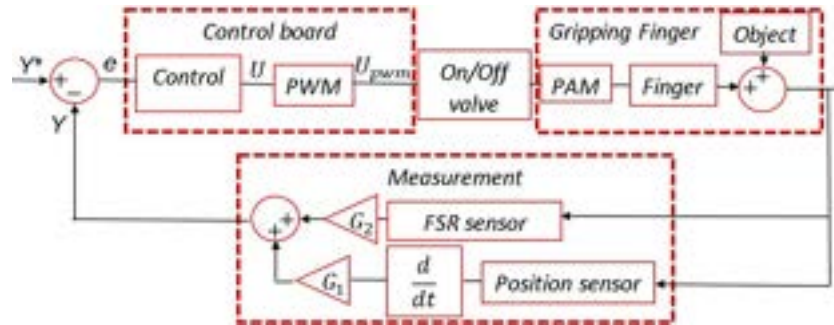 Control board
Gripping Finger
Object
Y*
+
−
e
Control
U
PWM
U_pwm
On/Off
valve
PAM
Finger
+
+
Y
Measurement
+
+
G₂
FSR sensor
G₁
d
dt
Position sensor